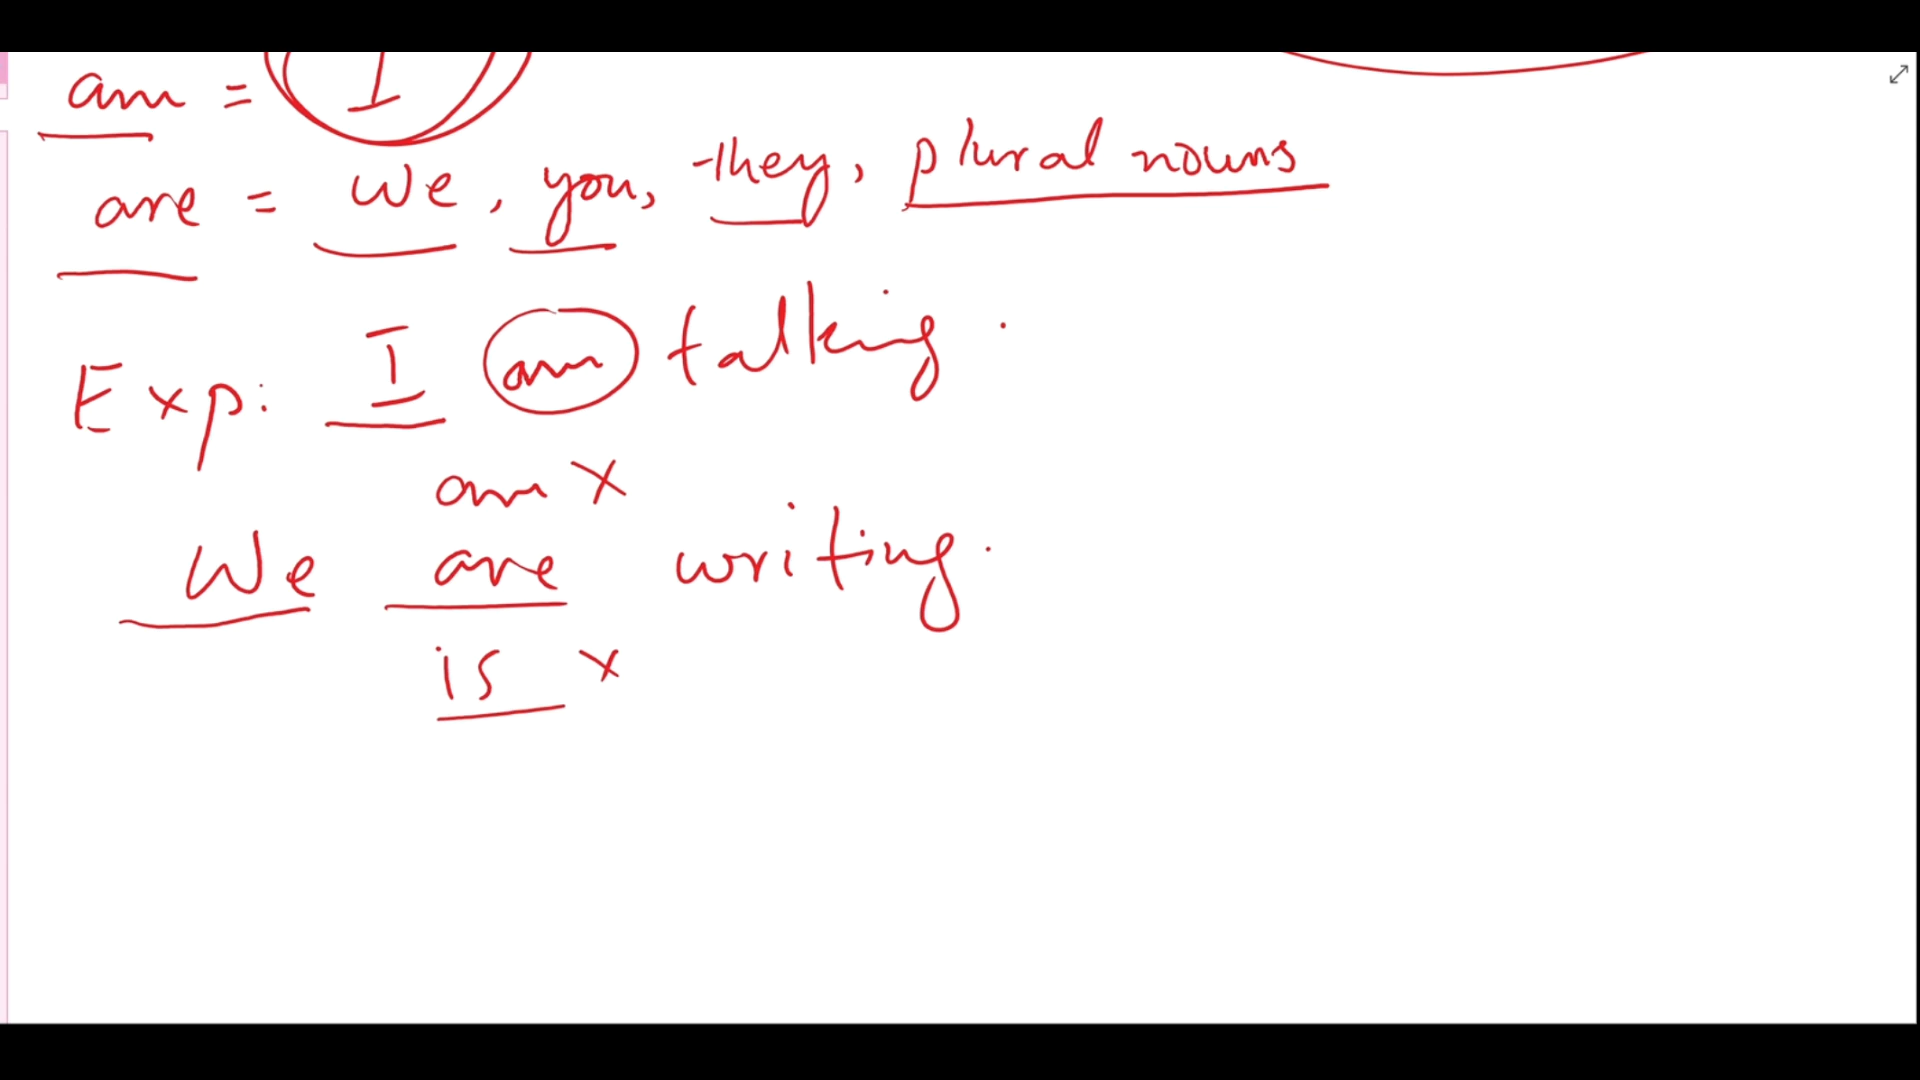 am = I
are = We, you, they, plural nouns
Exp: I am talking.
am x
We are writing.
is x